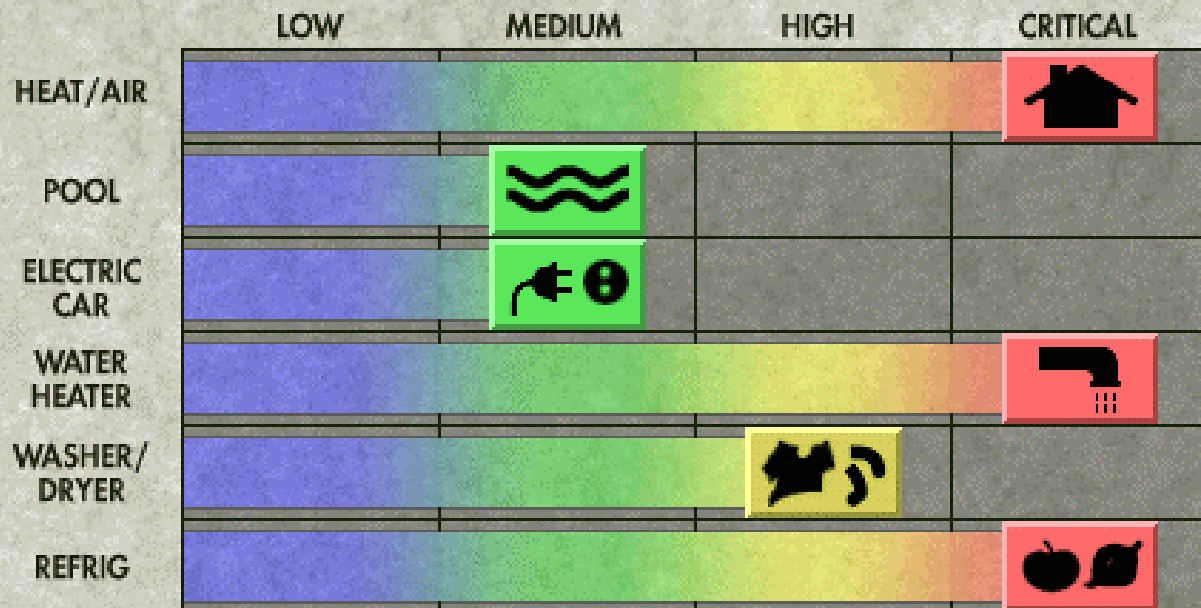 LOW MEDIUM HIGH CRITICAL
HEAT/AIR
POOL
ELECTRIC
CAR
WATER
HEATER
WASHER/
DRYER
REFRIG